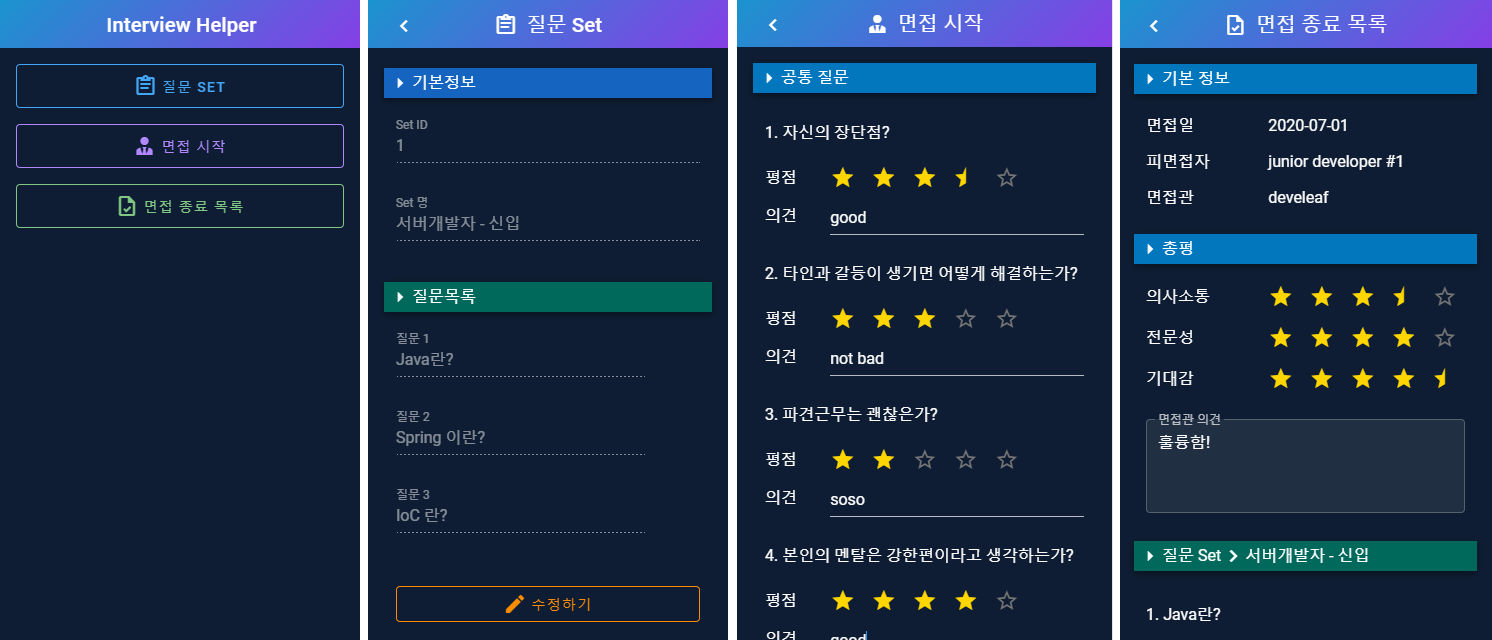 Interview Helper
질문 SET
면접 시작
면접 종료 목록
질문 Set
기본정보
Set ID
1
Set 명
서버개발자 - 신입
질문목록
질문 1
Java란?
질문 2
Spring 이란?
질문 3
IoC 란?
수정하기
면접 시작
공통 질문
1. 자신의 장단점?
평점
의견 good
2. 타인과 갈등이 생기면 어떻게 해결하는가?
평점
의견 not bad
3. 파견근무는 괜찮은가?
평점
의견 soso
4. 본인의 멘탈은 강한편이라고 생각하는가?
평점
의견 good
면접 종료 목록
기본 정보
면접일 2020-07-01
피면접자 junior developer #1
면접관 develeaf
총평
의사소통
전문성
기대감
면접관 의견
훌륭함!
질문 Set > 서버개발자 - 신입
1. Java란?